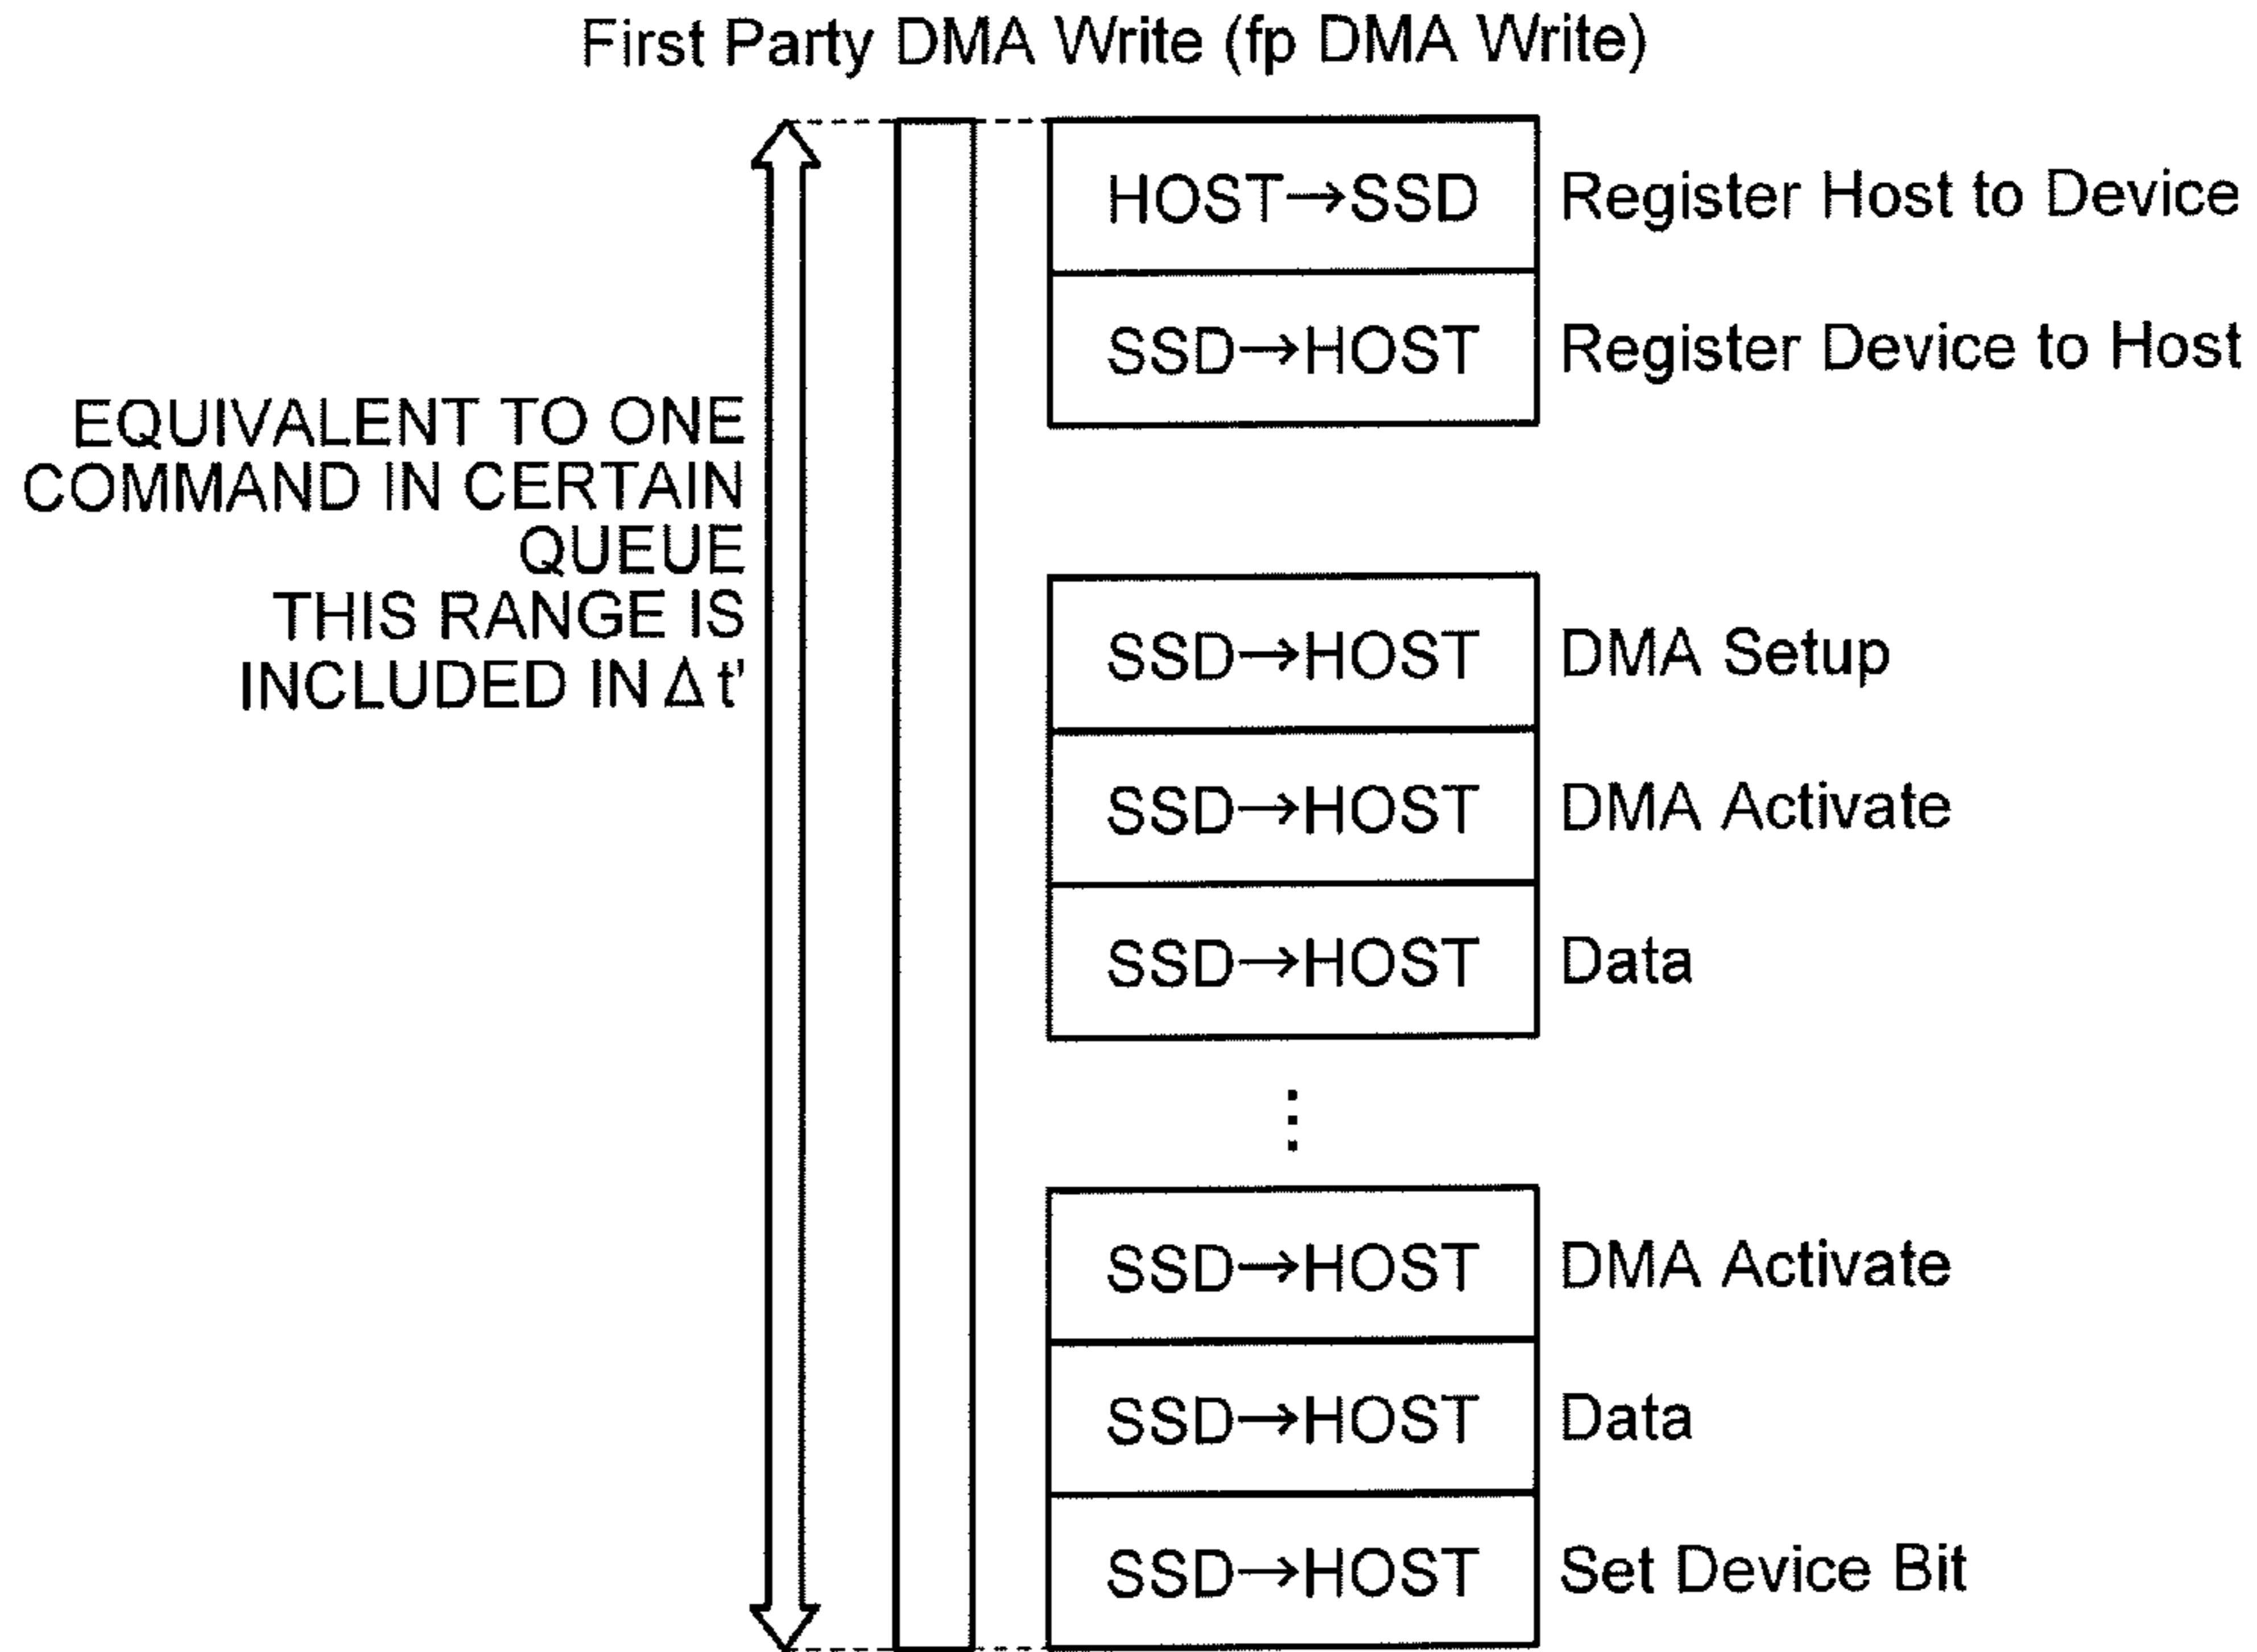 First Party DMA Write (fp DMA Write)
HOST→SSD Register Host to Device
SSD→HOST Register Device to Host
EQUIVALENT TO ONE
COMMAND IN CERTAIN
QUEUE
THIS RANGE IS
INCLUDED IN Δt'
SSD→HOST DMA Setup
SSD→HOST DMA Activate
SSD→HOST Data
⋮
SSD→HOST DMA Activate
SSD→HOST Data
SSD→HOST Set Device Bit